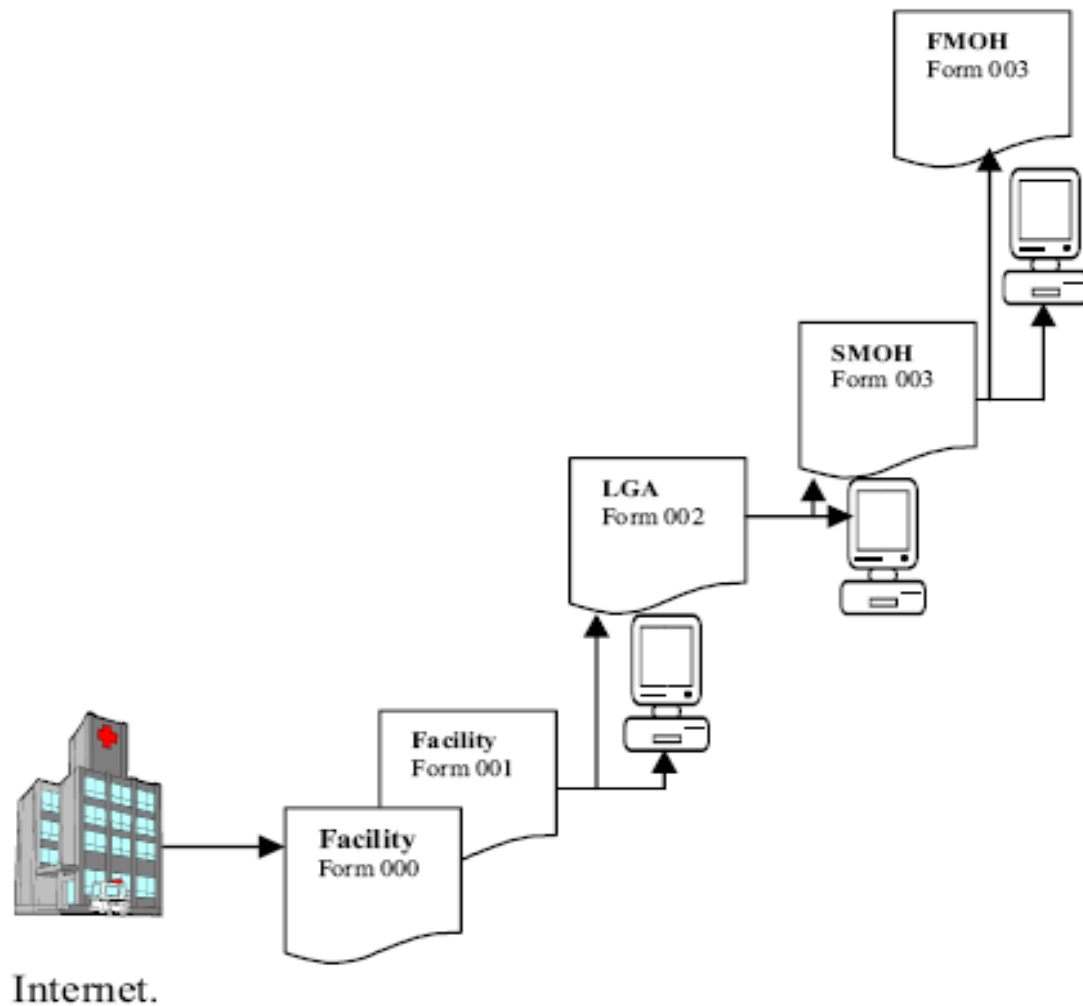 FMOH
Form 003
SMOH
Form 003
LGA
Form 002
Facility
Form 001
Facility
Form 000
Internet.